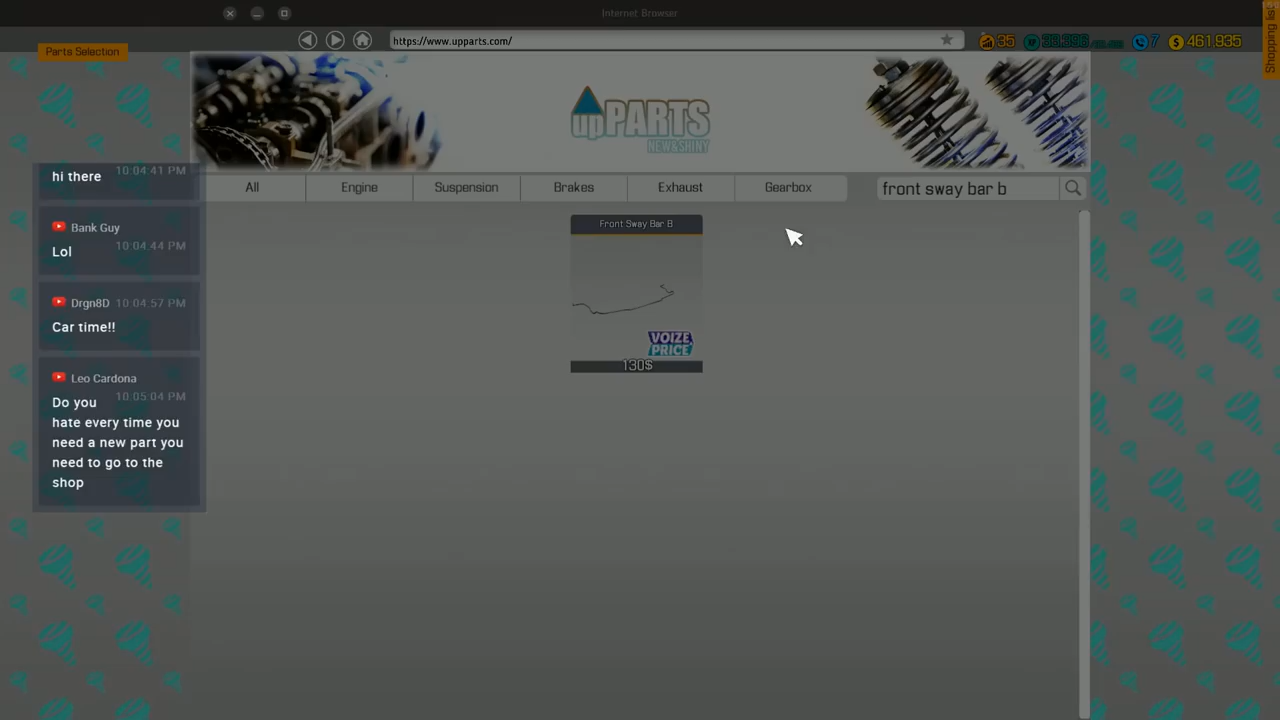 Internet Browser
Shopping list
Parts Selection
https://www.upparts.com/
35
7
461,935
upPARTS
NEW&SHINY
All
Engine
Suspension
Brakes
Exhaust
Gearbox
front sway bar b
Front Sway Bar B
VOIZE
PRICE
130$
10:04:41 PM
hi there
Bank Guy
10:04:44 PM
Lol
Drgn8D 10:04:57 PM
Car time!!
Leo Cardona
10:05:04 PM
Do you
hate every time you
need a new part you
need to go to the
shop